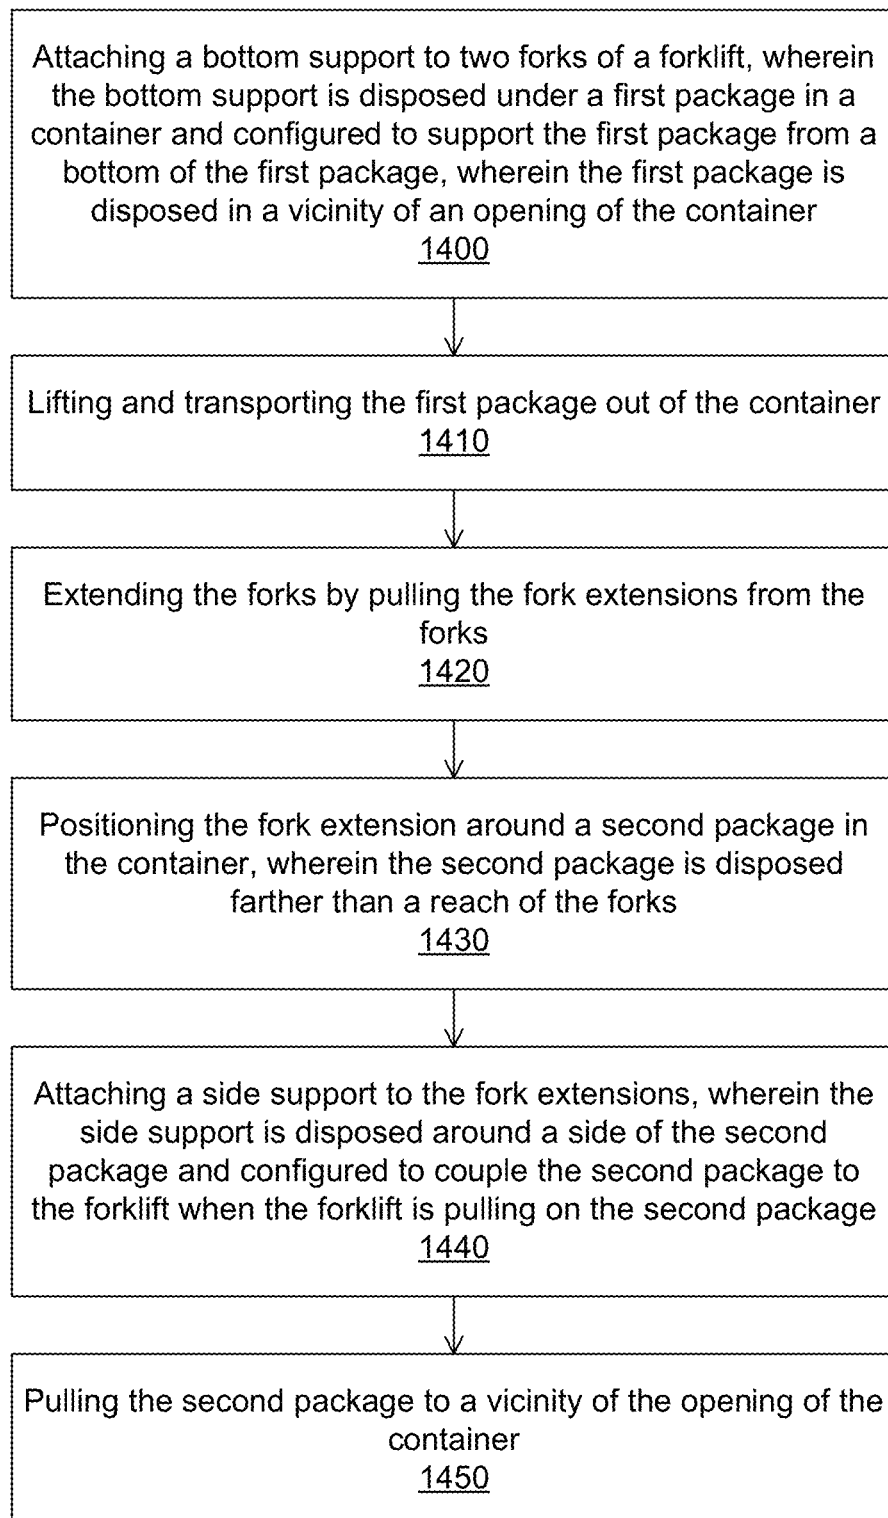 Attaching a bottom support to two forks of a forklift, wherein
the bottom support is disposed under a first package in a
container and configured to support the first package from a
bottom of the first package, wherein the first package is
disposed in a vicinity of an opening of the container
1400
Lifting and transporting the first package out of the container
1410
Extending the forks by pulling the fork extensions from the
forks
1420
Positioning the fork extension around a second package in
the container, wherein the second package is disposed
farther than a reach of the forks
1430
Attaching a side support to the fork extensions, wherein the
side support is disposed around a side of the second
package and configured to couple the second package to
the forklift when the forklift is pulling on the second package
1440
Pulling the second package to a vicinity of the opening of the
container
1450